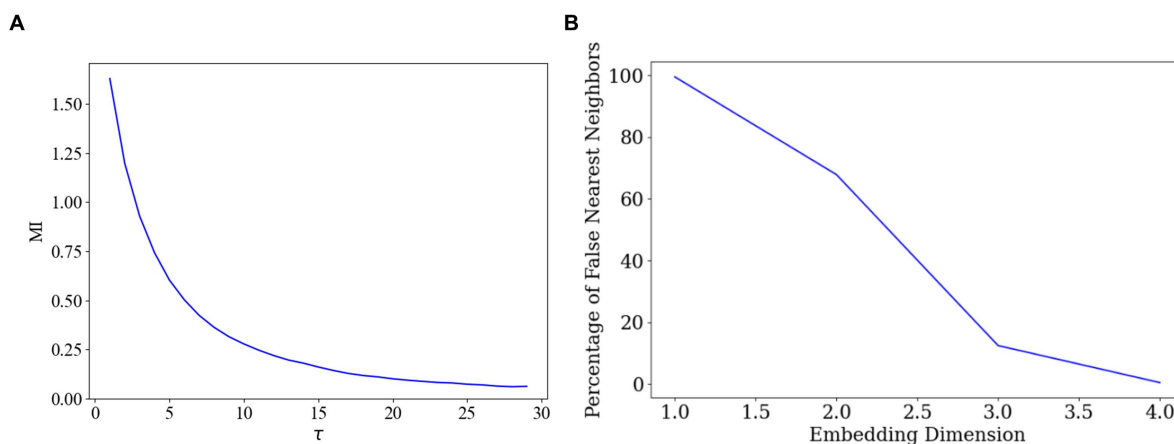 A
1.50
1.25
1.00
0.75
0.50
0.25
0.00
MI
0 5 10 15 20 25 30
τ
B
100
80
60
40
20
0
Percentage of False Nearest Neighbors
1.0 1.5 2.0 2.5 3.0 3.5 4.0
Embedding Dimension